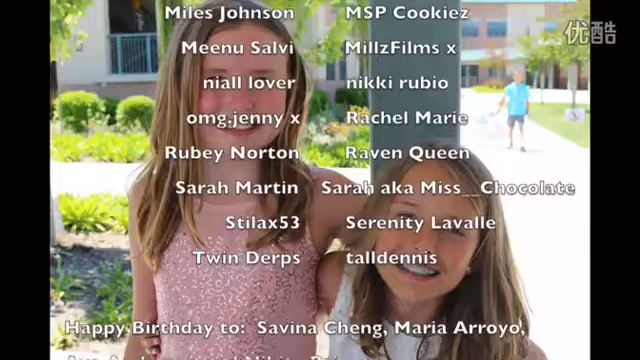 优酷
Miles Johnson MSP Cookiez
Meenu Salvi MillzFilms x
niall lover nikki rubio
omg.jenny x Rachel Marie
Rubey Norton Raven Queen
Sarah Martin Sarah aka Miss__Chocolate
Stilax53 Serenity Lavalle
Twin Derps talldennis
Happy Birthday to: Savina Cheng, Maria Arroyo,